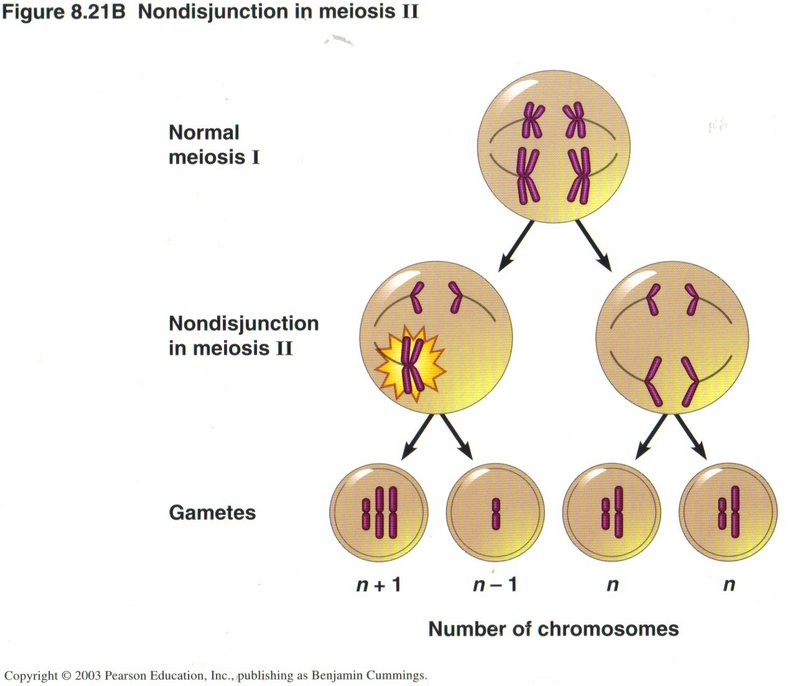 Figure 8.21B Nondisjunction in meiosis II
Normal
meiosis I
Nondisjunction
in meiosis II
Gametes
n + 1
n – 1
n
n
Number of chromosomes
Copyright © 2003 Pearson Education, Inc., publishing as Benjamin Cummings.